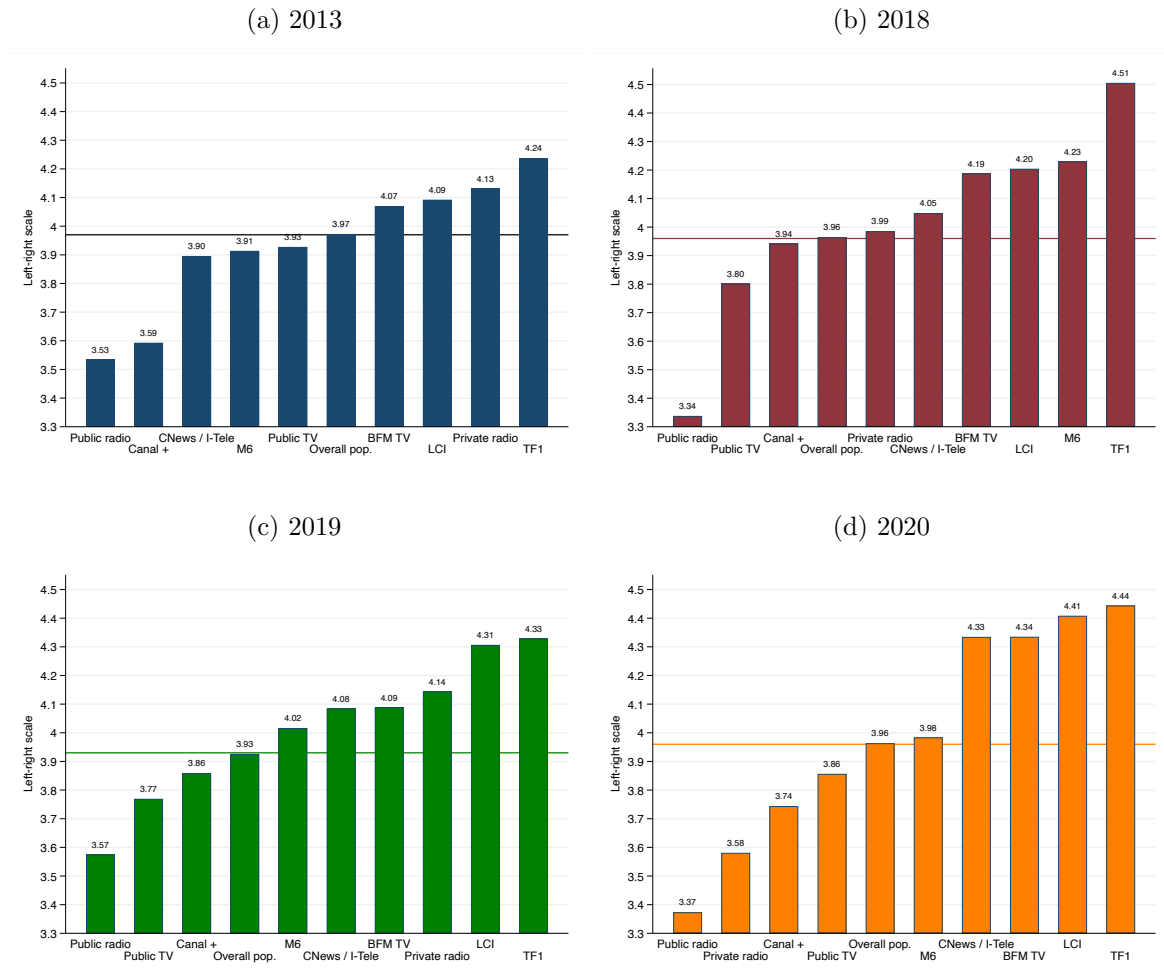 (a) 2013
Left-right scale
4.5
4.4
4.3
4.2
4.1
4
3.9
3.8
3.7
3.6
3.5
3.4
3.3
3.53
3.59
3.90
3.91
3.93
3.97
4.07
4.09
4.13
4.24
Public radio
Canal +
CNews / I-Tele
M6
Public TV
Overall pop.
BFM TV
LCI
Private radio
TF1
(b) 2018
Left-right scale
4.5
4.4
4.3
4.2
4.1
4
3.9
3.8
3.7
3.6
3.5
3.4
3.3
3.34
3.80
3.94
3.96
3.99
4.05
4.19
4.20
4.23
4.51
Public radio
Public TV
Canal +
Overall pop.
Private radio
CNews / I-Tele
BFM TV
LCI
M6
TF1
(c) 2019
Left-right scale
4.5
4.4
4.3
4.2
4.1
4
3.9
3.8
3.7
3.6
3.5
3.4
3.3
3.57
3.77
3.86
3.93
4.02
4.08
4.09
4.14
4.31
4.33
Public radio
Public TV
Canal +
Overall pop.
M6
CNews / I-Tele
BFM TV
Private radio
LCI
TF1
(d) 2020
Left-right scale
4.5
4.4
4.3
4.2
4.1
4
3.9
3.8
3.7
3.6
3.5
3.4
3.3
3.37
3.58
3.74
3.86
3.96
3.98
4.33
4.34
4.41
4.44
Public radio
Private radio
Canal +
Public TV
Overall pop.
M6
CNews / I-Tele
BFM TV
LCI
TF1